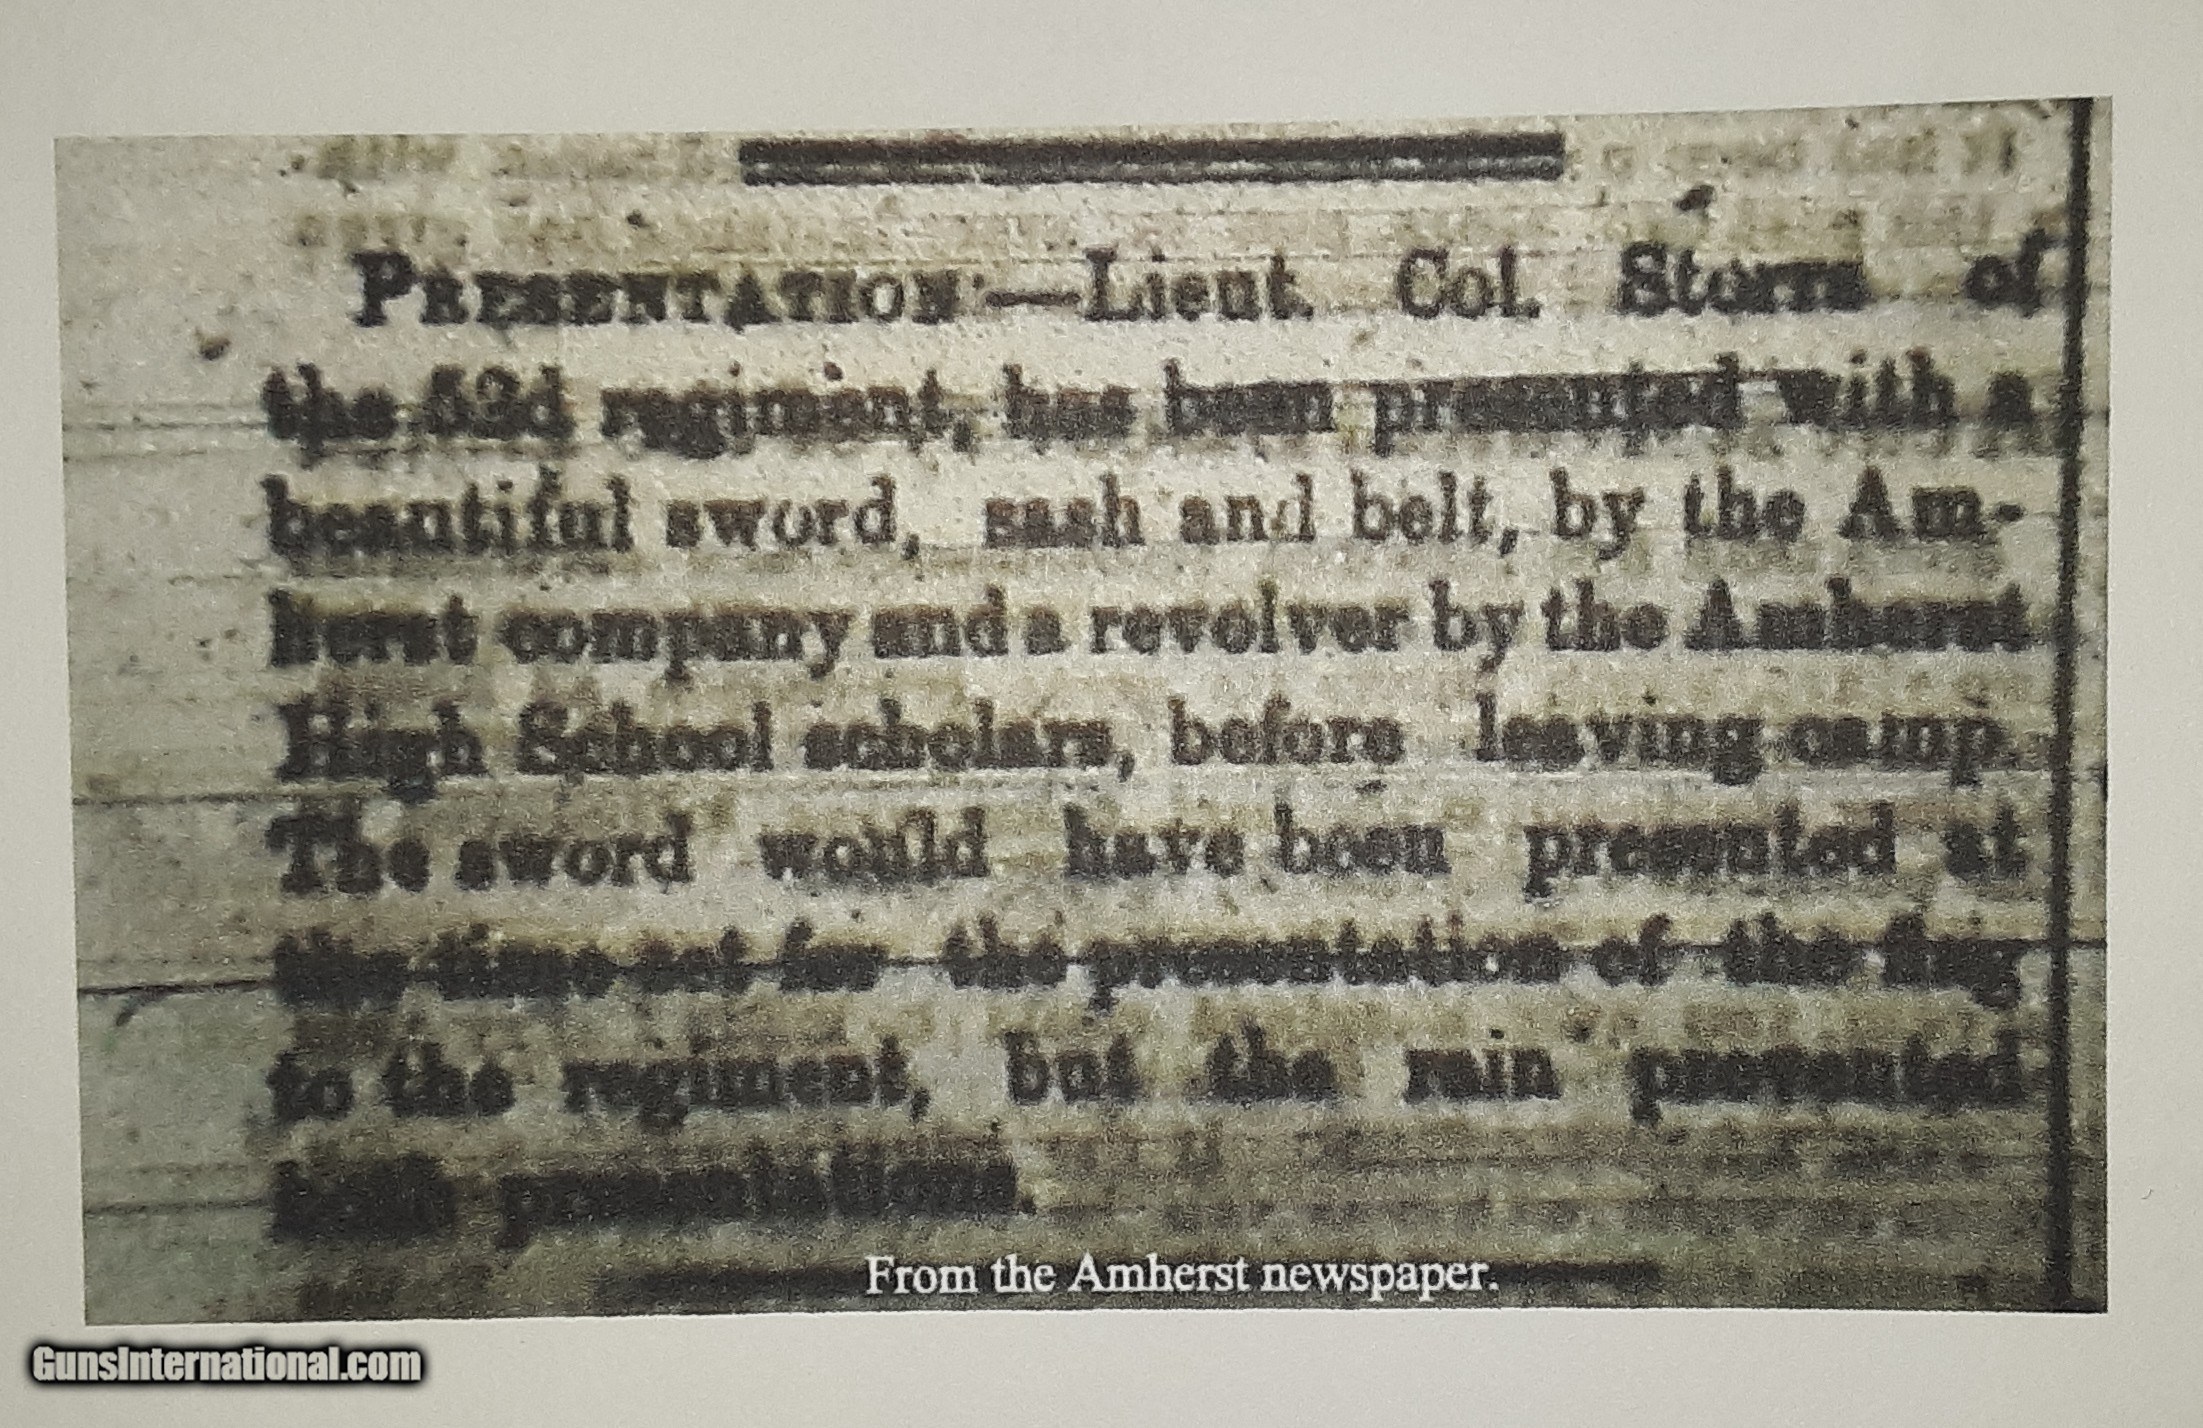 PRESENTATION.—Lieut. Col. Storrs of
the 52d regiment, has been presented with a
beautiful sword, sash and belt, by the Am-
herst company and a revolver by the Amherst
High School scholars, before leaving camp.
The sword would have been presented at
the time set for the presentation of the flag
to the regiment, but the rain prevented
both presentations.
From the Amherst newspaper.
GunsInternational.com